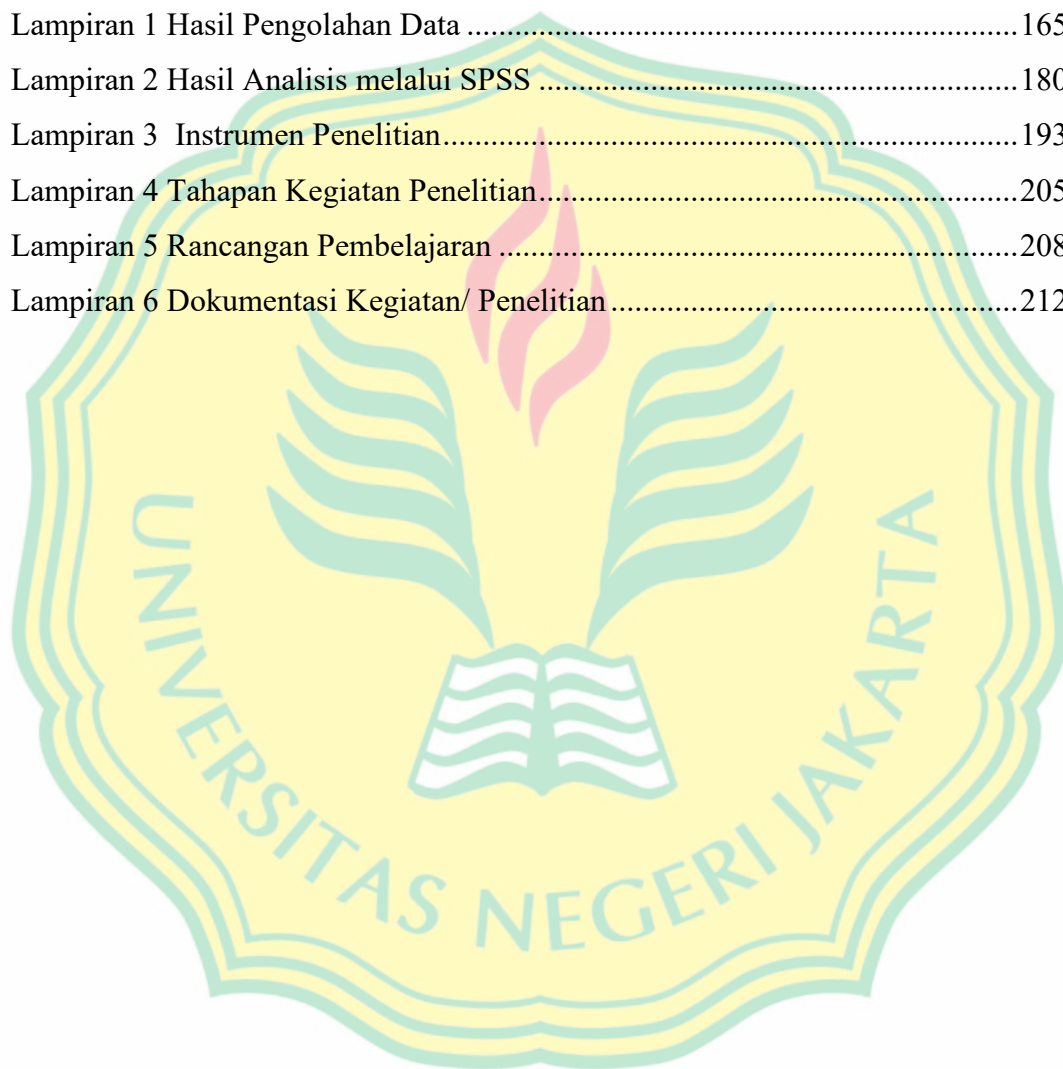 Lampiran 1 Hasil Pengolahan Data ........................................................................165
Lampiran 2 Hasil Analisis melalui SPSS ...............................................................180
Lampiran 3  Instrumen Penelitian...........................................................................193
Lampiran 4 Tahapan Kegiatan Penelitian..............................................................205
Lampiran 5 Rancangan Pembelajaran ....................................................................208
Lampiran 6 Dokumentasi Kegiatan/ Penelitian.....................................................212
UNIVERSITAS NEGERI JAKARTA